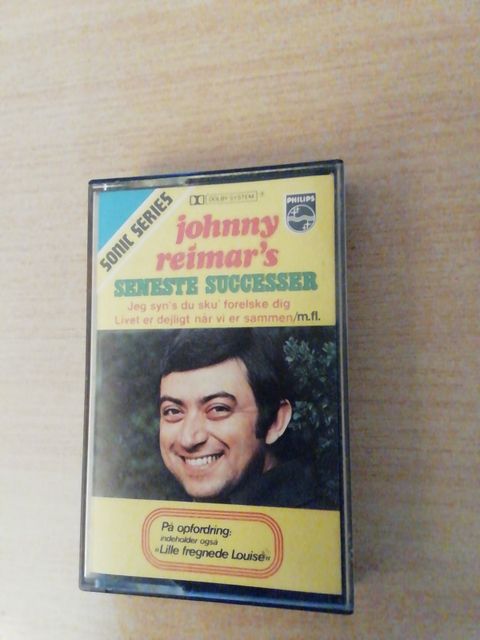 SONIC SERIES
DOLBY SYSTEM
PHILIPS
johnny
reimar's
SENESTE SUCCESSER
Jeg syn's du sku' forelske dig
Livet er dejligt når vi er sammen/m.fl.
På opfordring:
indeholder også
»Lille fregnede Louise«